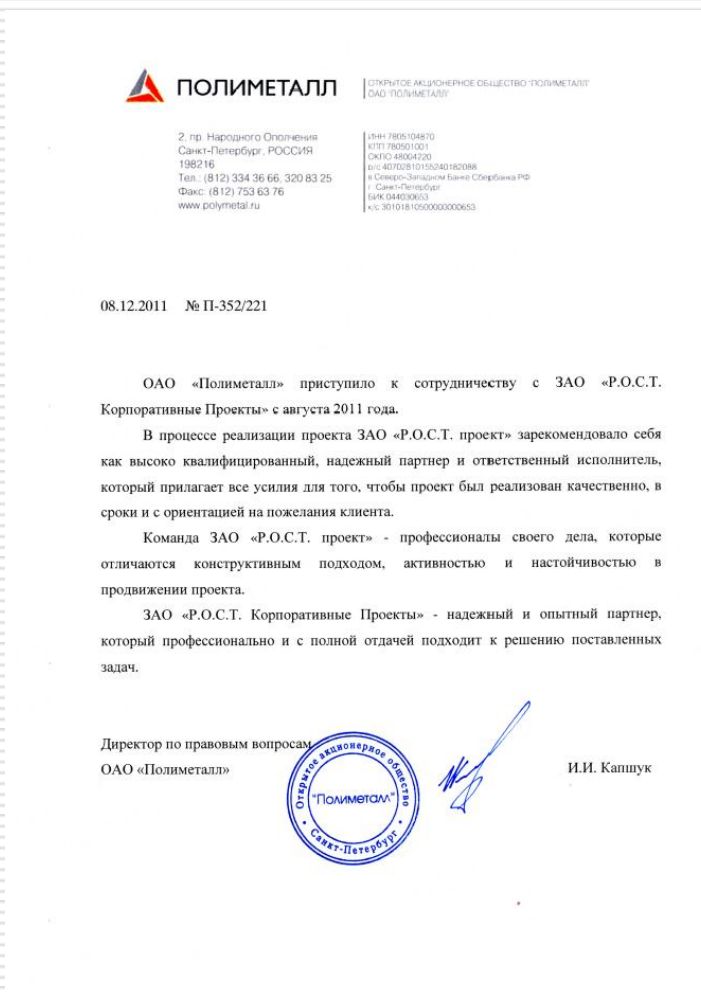 ПОЛИМЕТАЛЛ
ОТКРЫТОЕ АКЦИОНЕРНОЕ ОБЩЕСТВО "ПОЛИМЕТАЛЛ"
ОАО "ПОЛИМЕТАЛЛ"
2, пр. Народного Ополчения
Санкт-Петербург, РОССИЯ
198216
Тел.: (812) 334 36 66, 320 83 25
Факс: (812) 753 63 76
www.polymetal.ru
ИНН 7805104870
КПП 780501001
ОКПО 48004220
р/с 40702810155240182088
в Северо-Западном Банке Сбербанка РФ
г. Санкт-Петербург
БИК 044030653
к/с 30101810500000000653
08.12.2011 № П-352/221
ОАО «Полиметалл» приступило к сотрудничеству с ЗАО «Р.О.С.Т.
Корпоративные Проекты» с августа 2011 года.
В процессе реализации проекта ЗАО «Р.О.С.Т. проект» зарекомендовало себя
как высоко квалифицированный, надежный партнер и ответственный исполнитель,
который прилагает все усилия для того, чтобы проект был реализован качественно, в
сроки и с ориентацией на пожелания клиента.
Команда ЗАО «Р.О.С.Т. проект» - профессионалы своего дела, которые
отличаются конструктивным подходом, активностью и настойчивостью в
продвижении проекта.
ЗАО «Р.О.С.Т. Корпоративные Проекты» - надежный и опытный партнер,
который профессионально и с полной отдачей подходит к решению поставленных
задач.
Директор по правовым вопросам
ОАО «Полиметалл»
И.И. Капшук
Открытое акционерное общество
"Полиметалл"
Санкт-Петербург